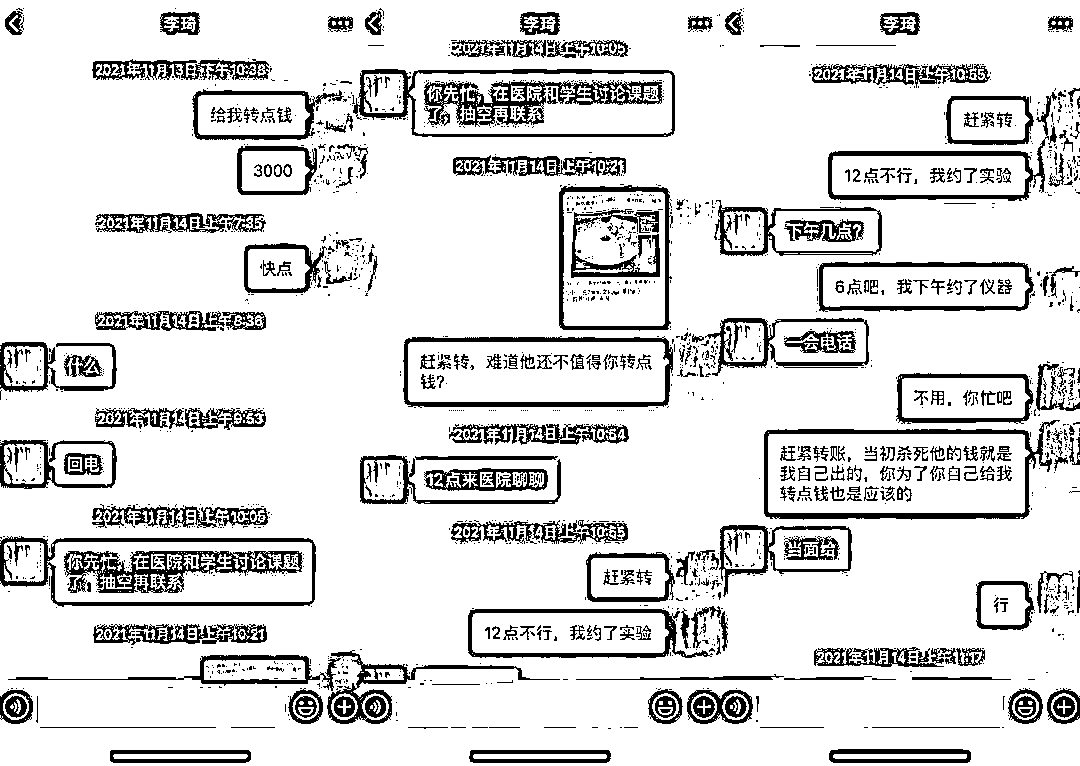 李琦
2021年11月13日 下午10:38
给我转点钱
3000
2021年11月14日 上午7:35
快点
2021年11月14日 上午8:36
什么
2021年11月14日 上午9:53
回电
2021年11月14日 上午10:05
你先忙,在医院和学生讨论课题
了。抽空再联系
2021年11月14日 上午10:21
李琦
2021年11月14日 上午10:05
你先忙,在医院和学生讨论课题
了。抽空再联系
2021年11月14日 上午10:21
赶紧转,难道他还不值得你转点
钱?
2021年11月14日 上午10:54
12点来医院聊聊
2021年11月14日 上午10:55
赶紧转
12点不行,我约了实验
李琦
2021年11月14日 上午10:55
赶紧转
12点不行,我约了实验
下午几点?
6点吧,我下午约了仪器
一会电话
不用,你忙吧
赶紧转账,当初杀死他的钱就是
我自己出的,你为了你自己给我
转点钱也是应该的
当面给
行
2021年11月14日 上午11:17